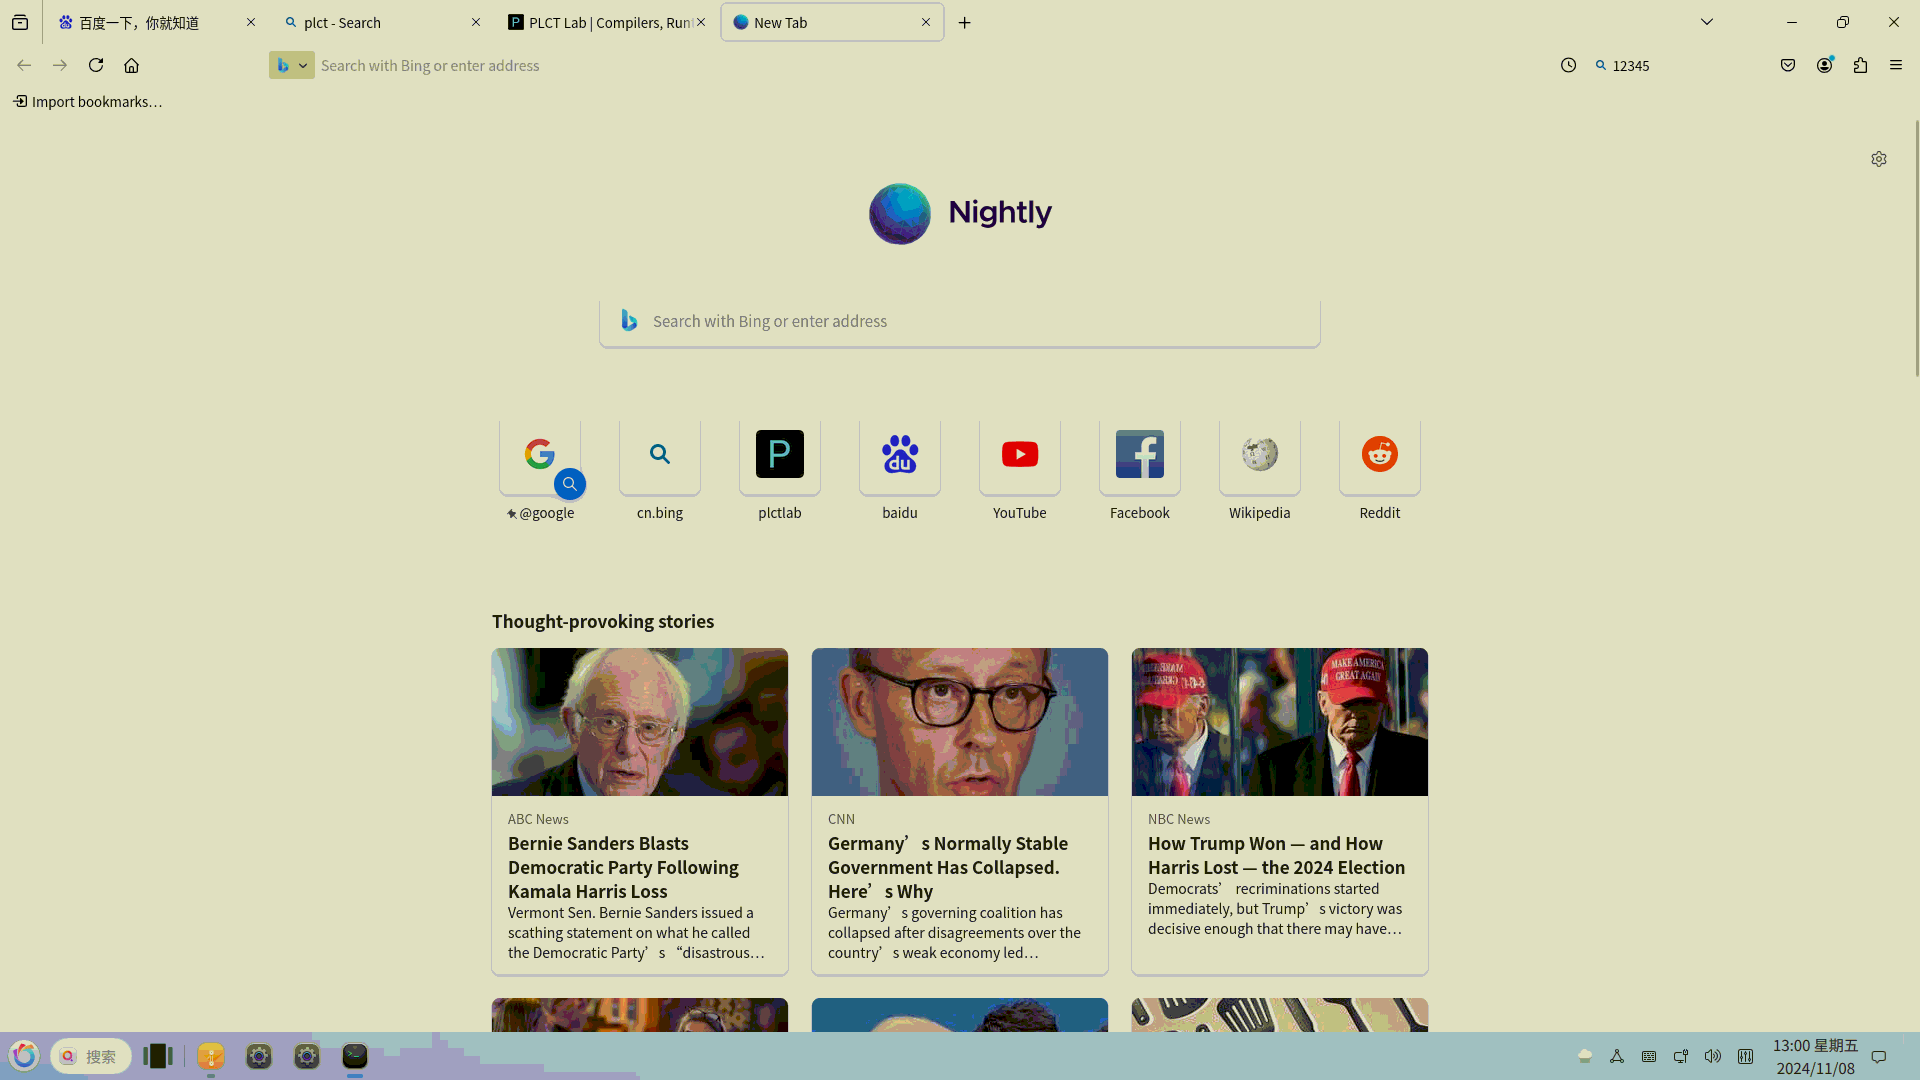 百度一下，你就知道
plct - Search
PLCT Lab | Compilers, Run
New Tab
Search with Bing or enter address
12345
Import bookmarks…
Nightly
Search with Bing or enter address
P
du
@google
cn.bing
plctlab
baidu
YouTube
Facebook
Wikipedia
Reddit
Thought-provoking stories
MAKE AMERICA
GREAT AGAIN
ABC News
Bernie Sanders Blasts
Democratic Party Following
Kamala Harris Loss
Vermont Sen. Bernie Sanders issued a
scathing statement on what he called
the Democratic Party’s “disastrous…
CNN
Germany’s Normally Stable
Government Has Collapsed.
Here’s Why
Germany’s governing coalition has
collapsed after disagreements over the
country’s weak economy led…
NBC News
How Trump Won — and How
Harris Lost — the 2024 Election
Democrats’ recriminations started
immediately, but Trump’s victory was
decisive enough that there may have…
搜索
13:00 星期五
2024/11/08